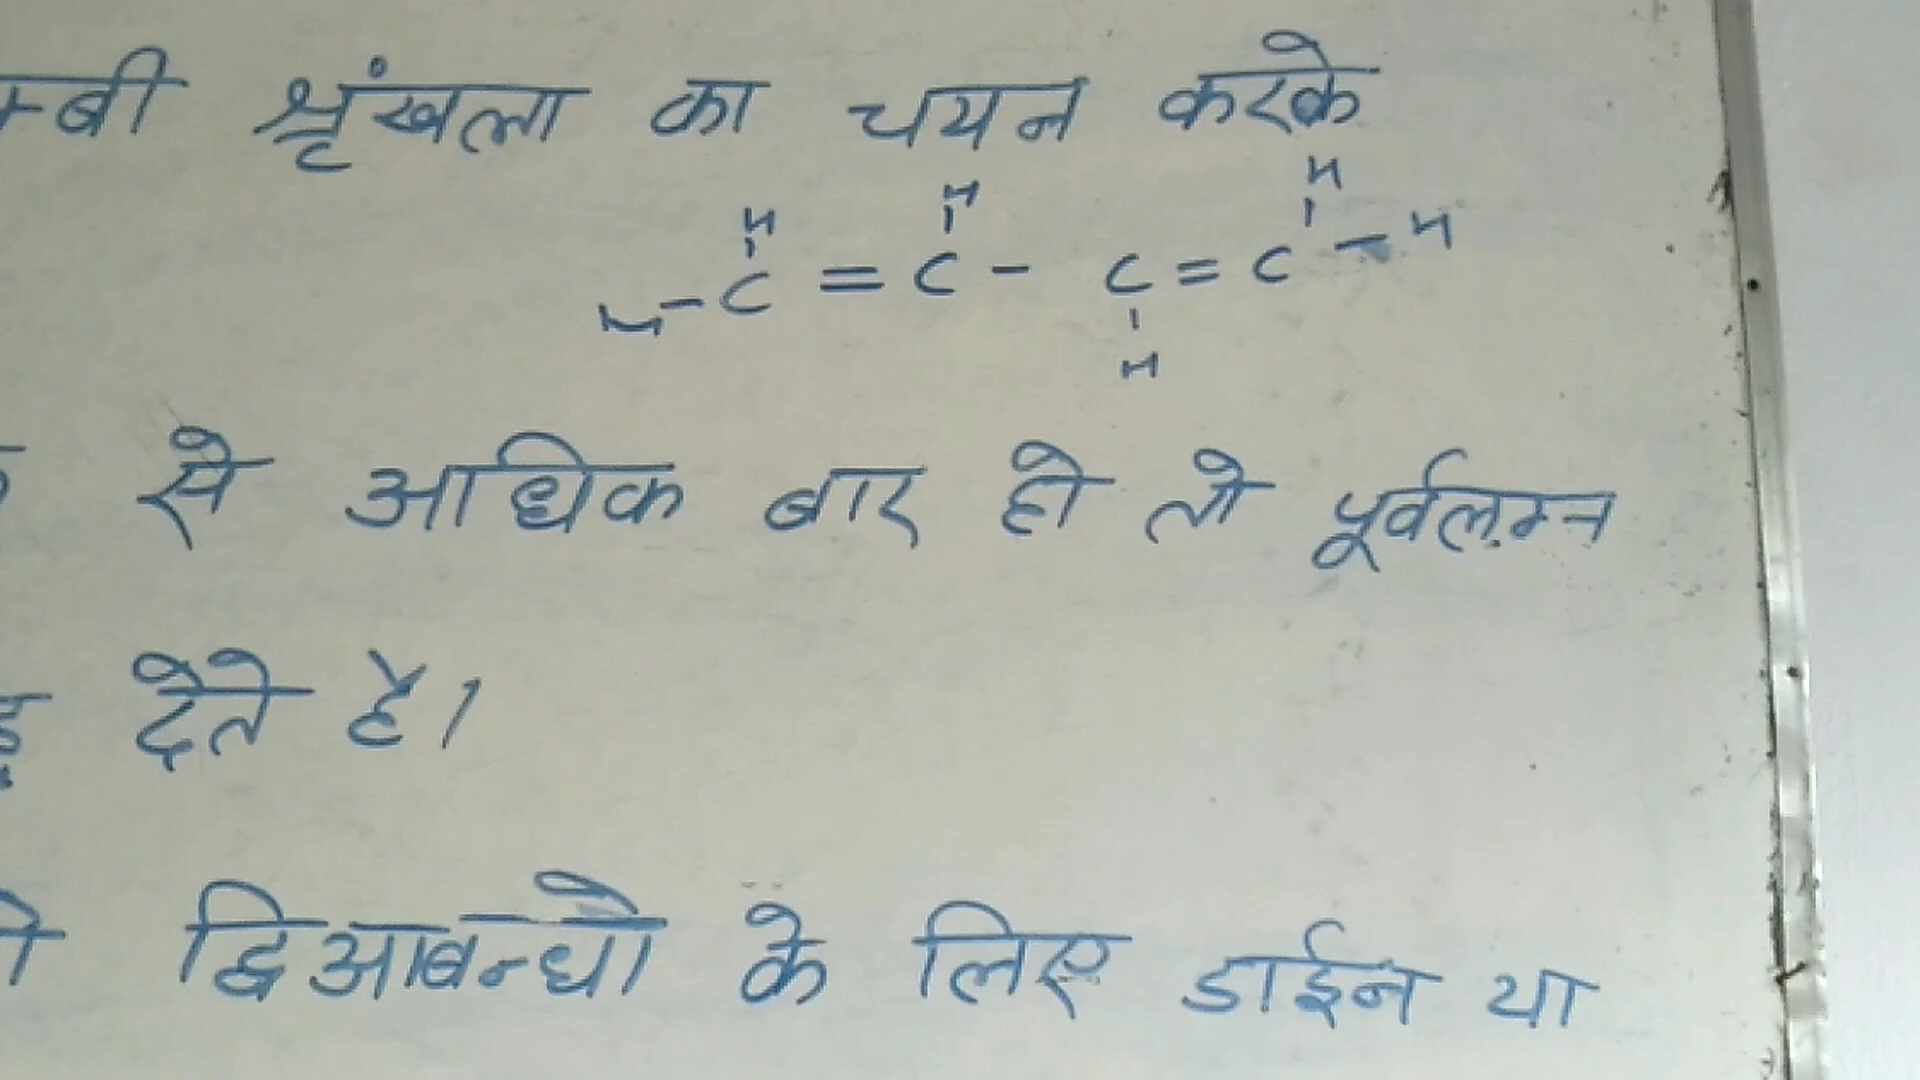 म्बी श्रृंखला का चयन करके
H H H
H-C = C - C = C - H
H
से अधिक बार हो तो पूर्वलग्न
देते है।
द्विआबन्धो के लिए डाईन या